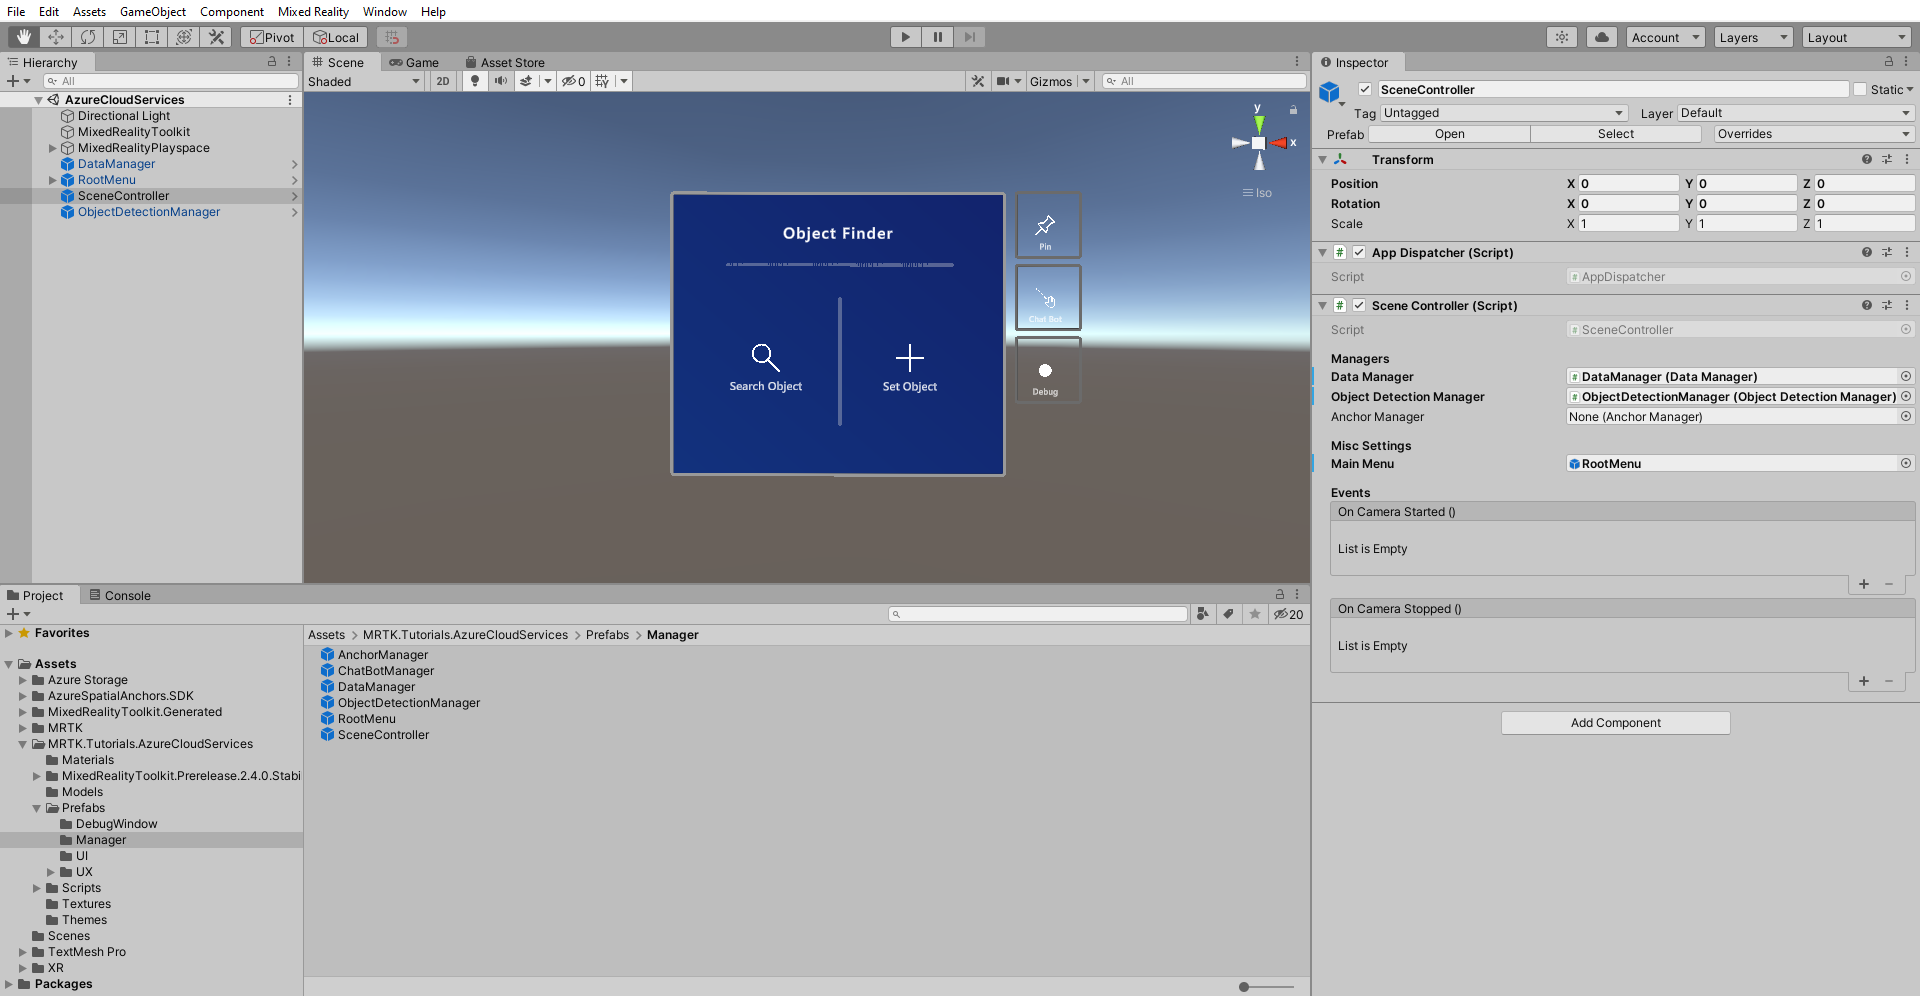 File Edit Assets GameObject Component Mixed Reality Window Help
Pivot Local Account Layers Layout
Hierarchy
All
AzureCloudServices
Directional Light
MixedRealityToolkit
MixedRealityPlayspace
DataManager
RootMenu
SceneController
ObjectDetectionManager
Scene Game Asset Store
Shaded 2D 0 Gizmos All
y
x
Iso
Object Finder
Search Object
Set Object
Pin
Chat Bot
Debug
Project Console
20
Favorites
Assets
Azure Storage
AzureSpatialAnchors.SDK
MixedRealityToolkit.Generated
MRTK
MRTK.Tutorials.AzureCloudServices
Materials
MixedRealityToolkit.Prerelease.2.4.0.Stabi
Models
Prefabs
DebugWindow
Manager
UI
UX
Scripts
Textures
Themes
Scenes
TextMesh Pro
XR
Packages
Assets > MRTK.Tutorials.AzureCloudServices > Prefabs > Manager
AnchorManager
ChatBotManager
DataManager
ObjectDetectionManager
RootMenu
SceneController
Inspector
SceneController Static
Tag Untagged Layer Default
Prefab Open Select Overrides
Transform
Position X 0 Y 0 Z 0
Rotation X 0 Y 0 Z 0
Scale X 1 Y 1 Z 1
# App Dispatcher (Script)
Script # AppDispatcher
# Scene Controller (Script)
Script # SceneController
Managers
Data Manager # DataManager (Data Manager)
Object Detection Manager # ObjectDetectionManager (Object Detection Manager)
Anchor Manager None (Anchor Manager)
Misc Settings
Main Menu RootMenu
Events
On Camera Started ()
List is Empty
+ −
On Camera Stopped ()
List is Empty
+ −
Add Component